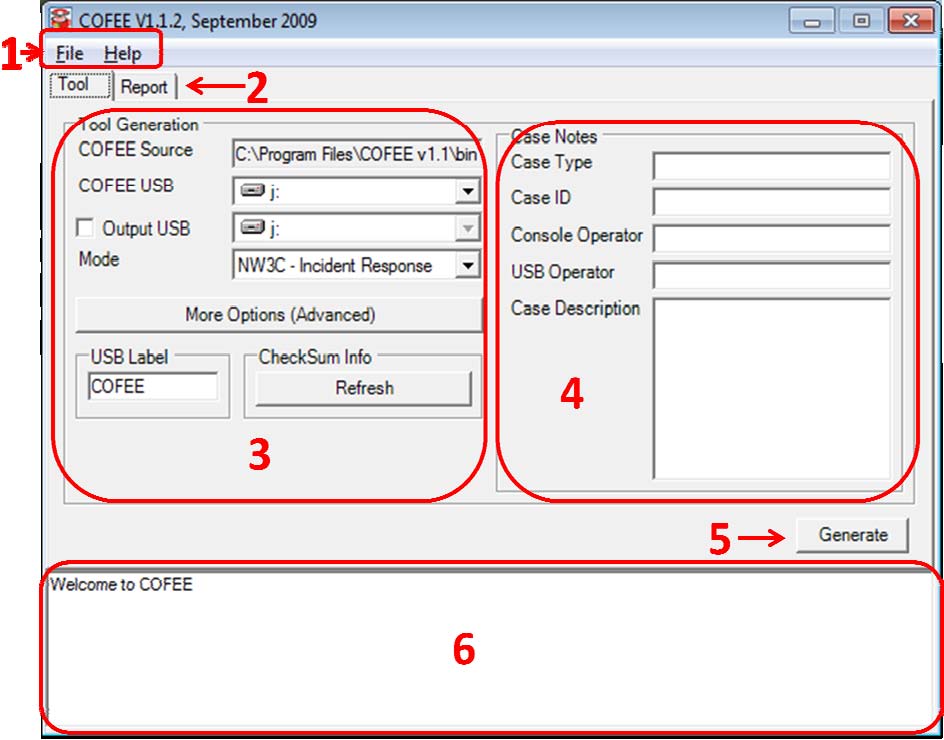 COFEE V1.1.2, September 2009
1
File Help
Tool Report
2
Tool Generation
COFEE Source C:\Program Files\COFEE v1.1\bin
COFEE USB j:
Output USB j:
Mode NW3C - Incident Response
More Options (Advanced)
USB Label
COFEE
CheckSum Info
Refresh
3
Case Notes
Case Type
Case ID
Console Operator
USB Operator
Case Description
4
5
Generate
Welcome to COFEE
6